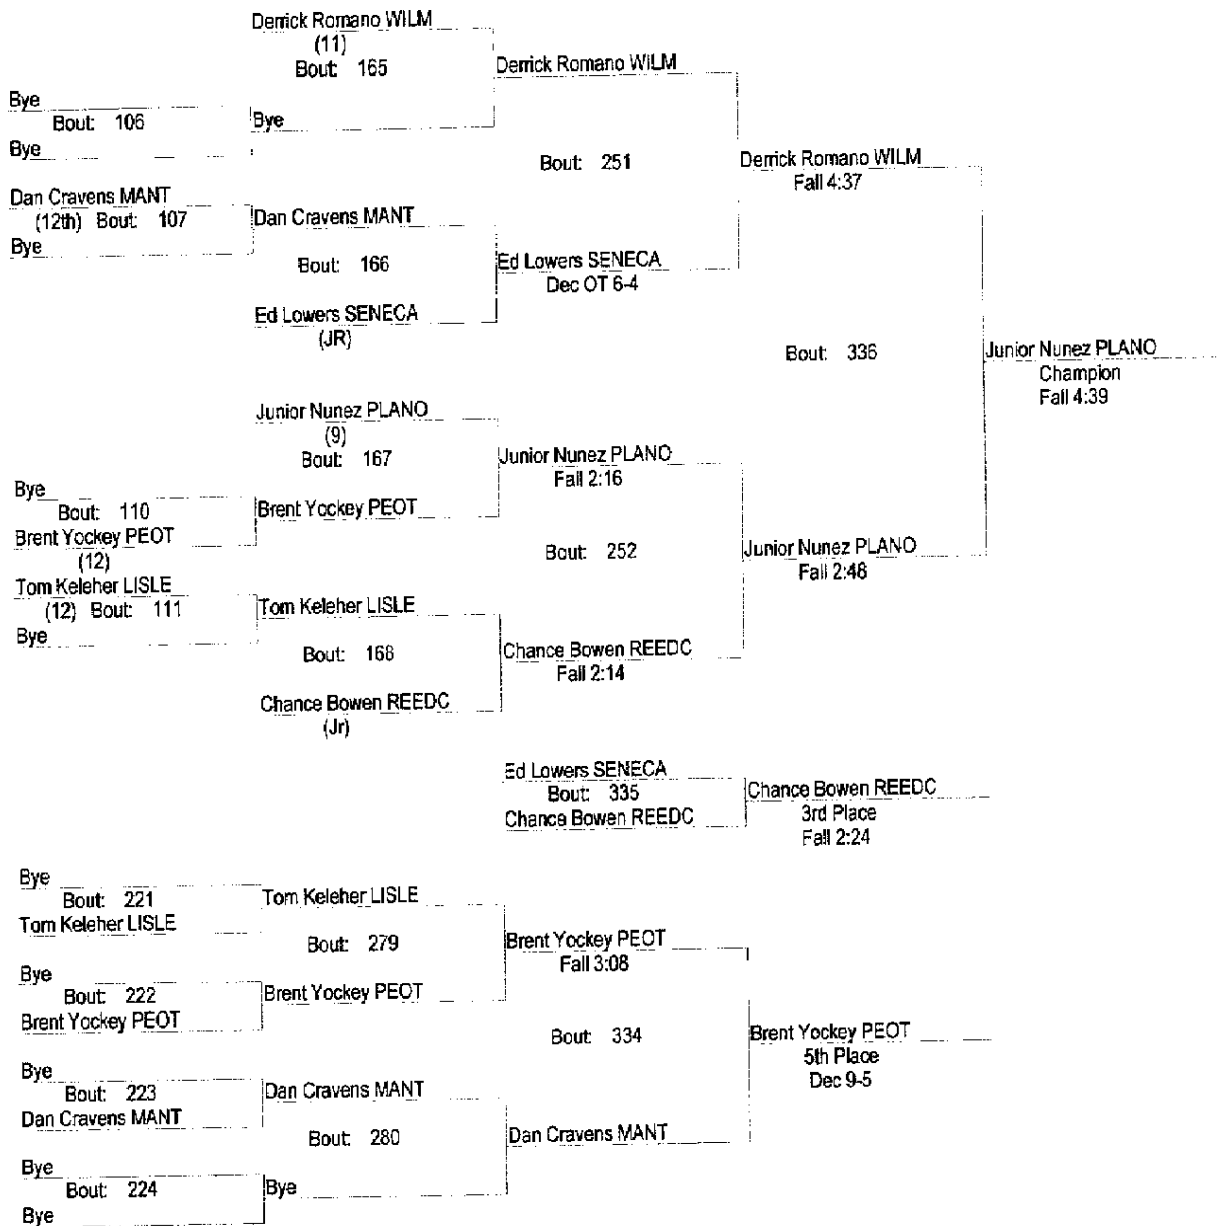 Derrick Romano WILM
(11)
Bout: 165
Derrick Romano WILM
Bye
Bout: 106
Bye
Bye
Bout: 251
Derrick Romano WILM
Fall 4:37
Dan Cravens MANT
(12th) Bout: 107
Dan Cravens MANT
Bye
Bout: 166
Ed Lowers SENECA
Dec OT 6-4
Ed Lowers SENECA
(JR)
Bout: 336
Junior Nunez PLANO
Champion
Fall 4:39
Junior Nunez PLANO
(9)
Bout: 167
Junior Nunez PLANO
Fall 2:16
Bye
Bout: 110
Brent Yockey PEOT
Brent Yockey PEOT
(12)
Bout: 252
Junior Nunez PLANO
Fall 2:48
Tom Keleher LISLE
(12) Bout: 111
Tom Keleher LISLE
Bye
Bout: 168
Chance Bowen REEDC
Fall 2:14
Chance Bowen REEDC
(Jr)
Ed Lowers SENECA
Bout: 335
Chance Bowen REEDC
Chance Bowen REEDC
3rd Place
Fall 2:24
Bye
Bout: 221
Tom Keleher LISLE
Tom Keleher LISLE
Bout: 279
Brent Yockey PEOT
Fall 3:08
Bye
Bout: 222
Brent Yockey PEOT
Brent Yockey PEOT
Bout: 334
Brent Yockey PEOT
5th Place
Dec 9-5
Bye
Bout: 223
Dan Cravens MANT
Dan Cravens MANT
Bout: 280
Dan Cravens MANT
Bye
Bout: 224
Bye
Bye